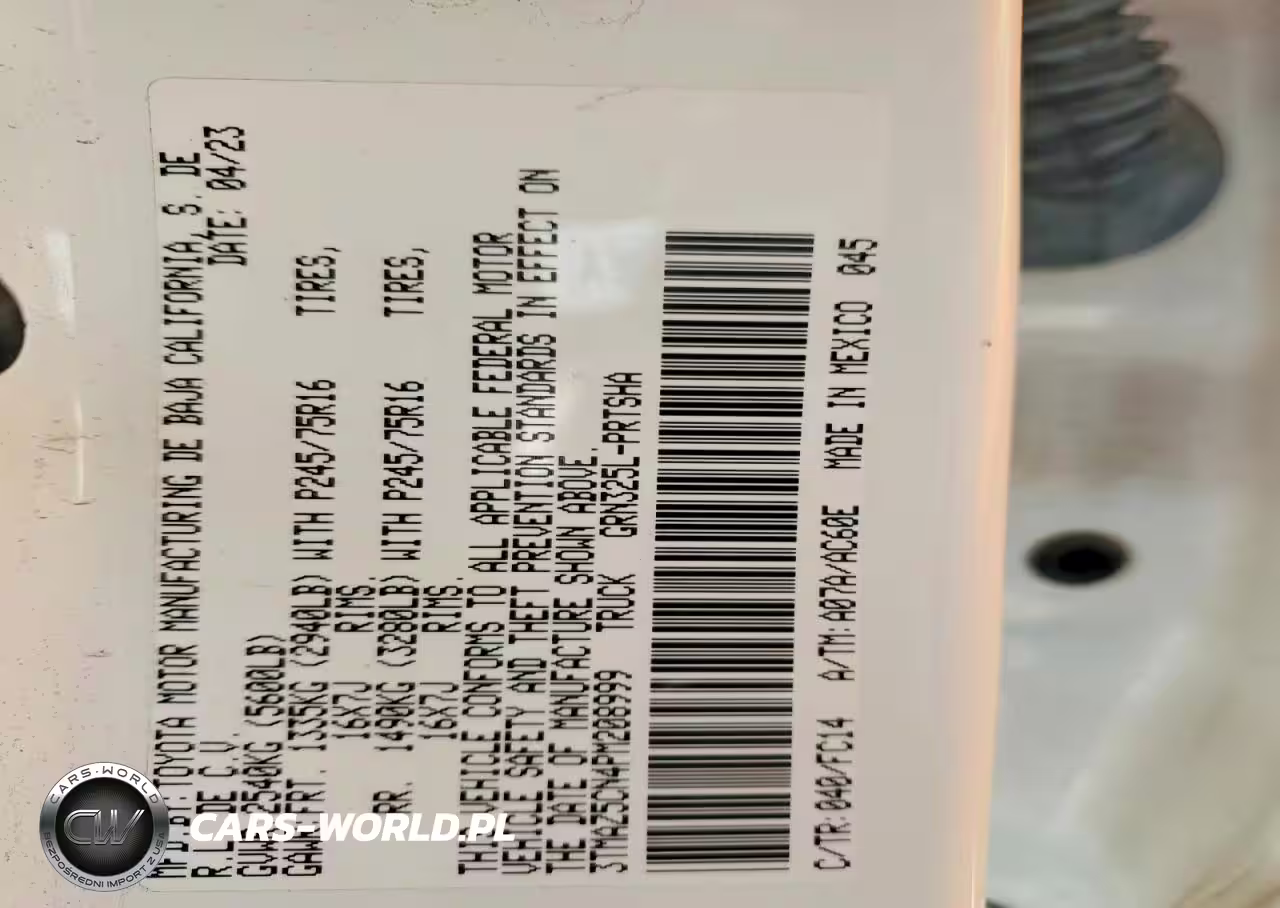 MFD BY: TOYOTA MOTOR MANUFACTURING DE BAJA CALIFORNIA, S. DE
R.L. DE C.V. DATE: 04/23
GVWR 2540KG (5600LB)
GAWR FRT. 1335KG (2940LB) WITH P245/75R16 TIRES,
16X7J RIMS.
RR. 1490KG (3280LB) WITH P245/75R16 TIRES,
16X7J RIMS.
THIS VEHICLE CONFORMS TO ALL APPLICABLE FEDERAL MOTOR
VEHICLE SAFETY AND THEFT PREVENTION STANDARDS IN EFFECT ON
THE DATE OF MANUFACTURE SHOWN ABOVE.
3TMAZ5CN4PM208999 TRUCK GRN325L-PRTSHA
C/TR:040/FC14 A/TM:A07A/AC60E MADE IN MEXICO 045
CARS-WORLD
CW
BEZPOŚREDNI IMPORT Z USA
CARS-WORLD.PL